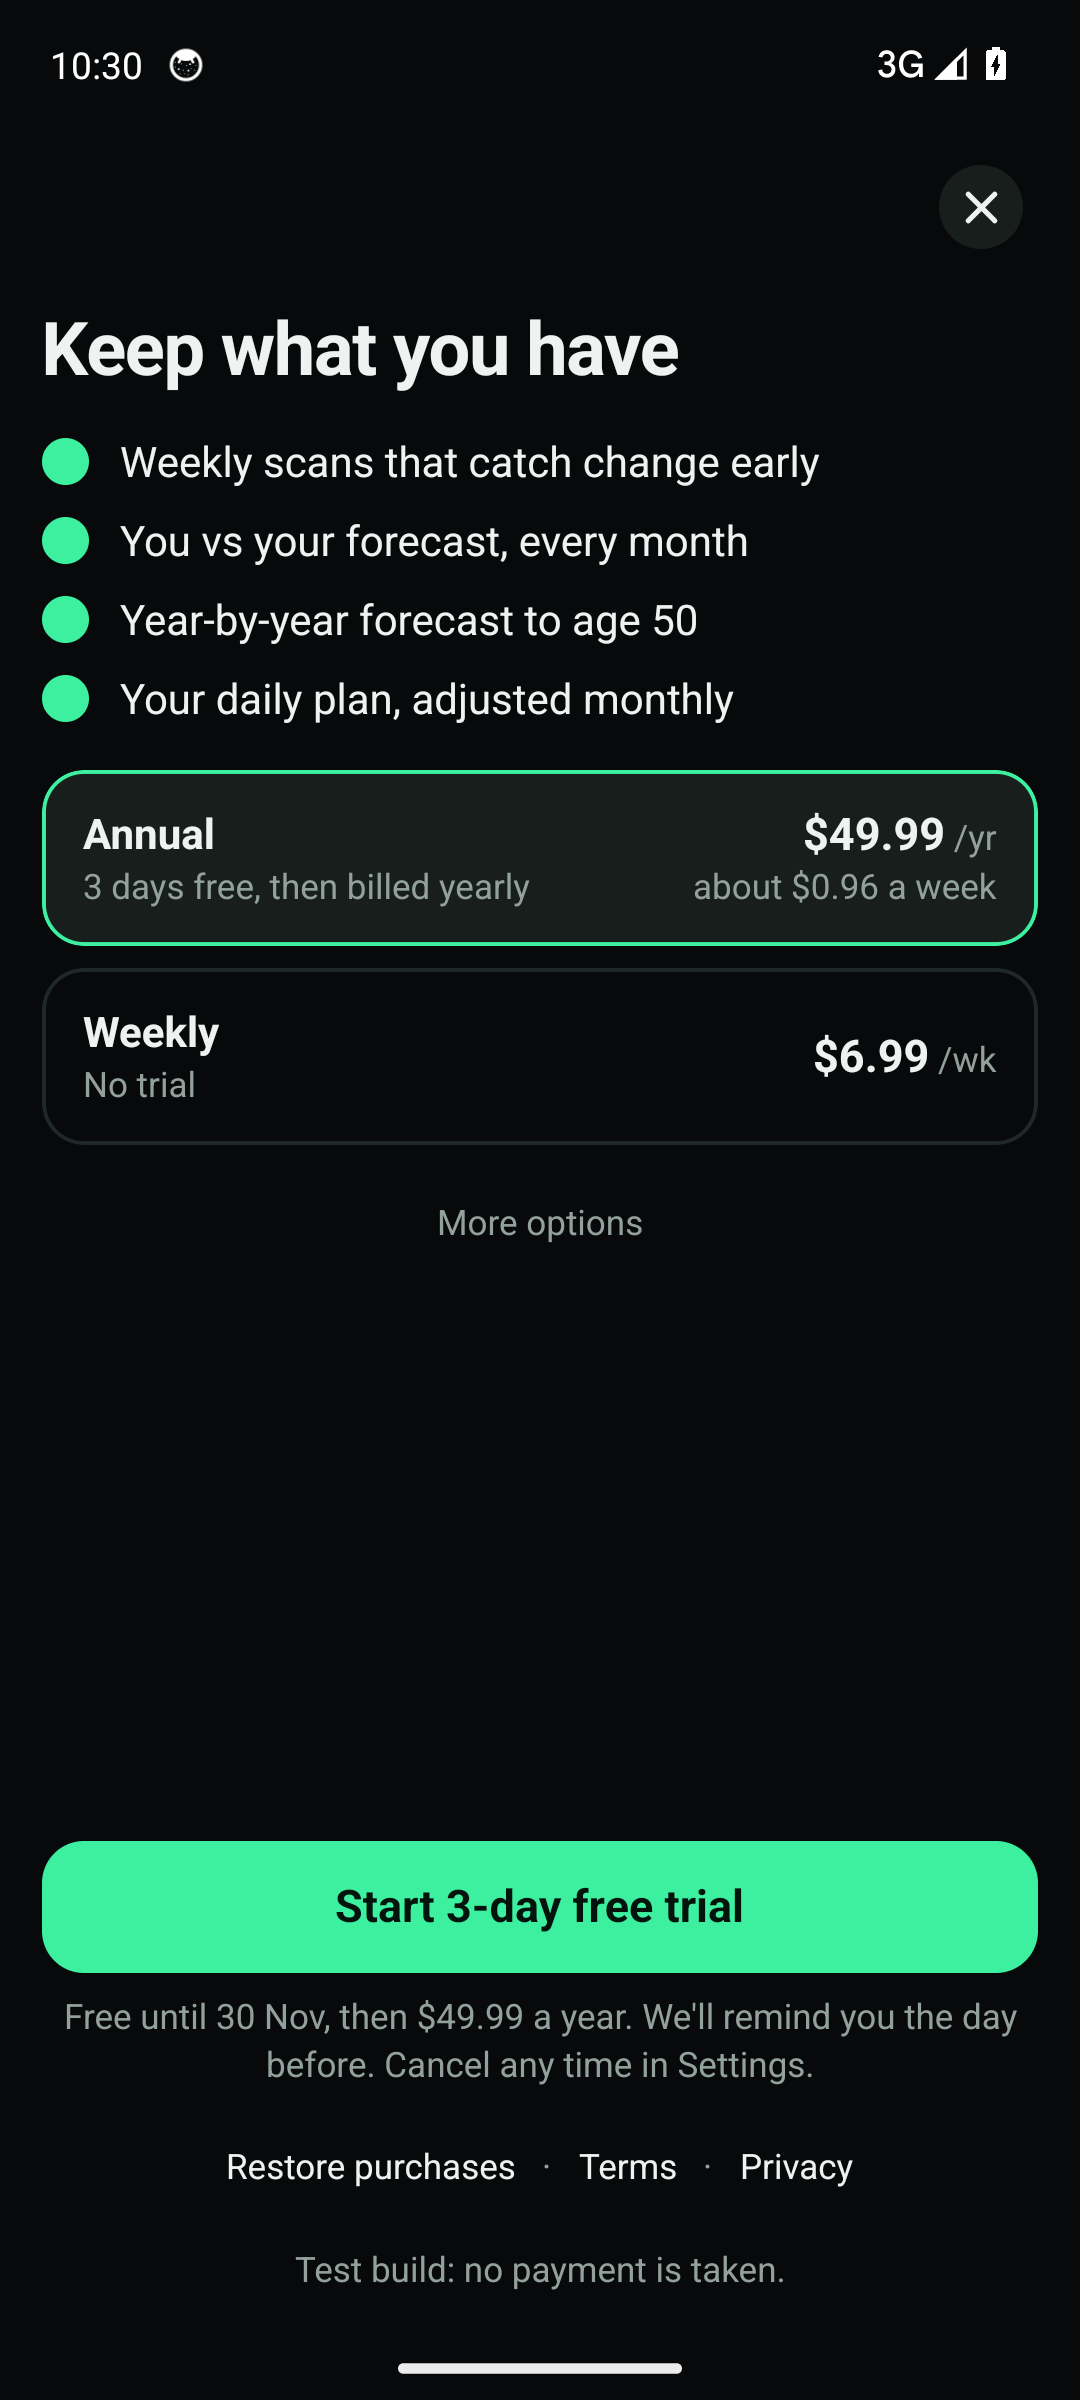 10:30
3G
Keep what you have
Weekly scans that catch change early
You vs your forecast, every month
Year-by-year forecast to age 50
Your daily plan, adjusted monthly
Annual
$49.99 /yr
3 days free, then billed yearly
about $0.96 a week
Weekly
No trial
$6.99 /wk
More options
Start 3-day free trial
Free until 30 Nov, then $49.99 a year. We'll remind you the day
before. Cancel any time in Settings.
Restore purchases · Terms · Privacy
Test build: no payment is taken.